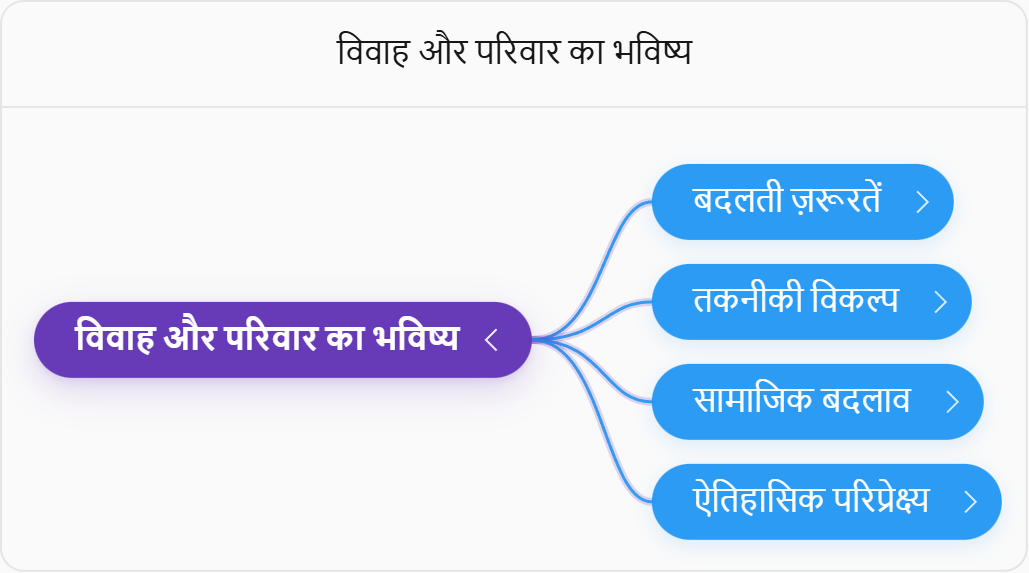 विवाह और परिवार का भविष्य
विवाह और परिवार का भविष्य
बदलती ज़रूरतें
तकनीकी विकल्प
सामाजिक बदलाव
ऐतिहासिक परिप्रेक्ष्य